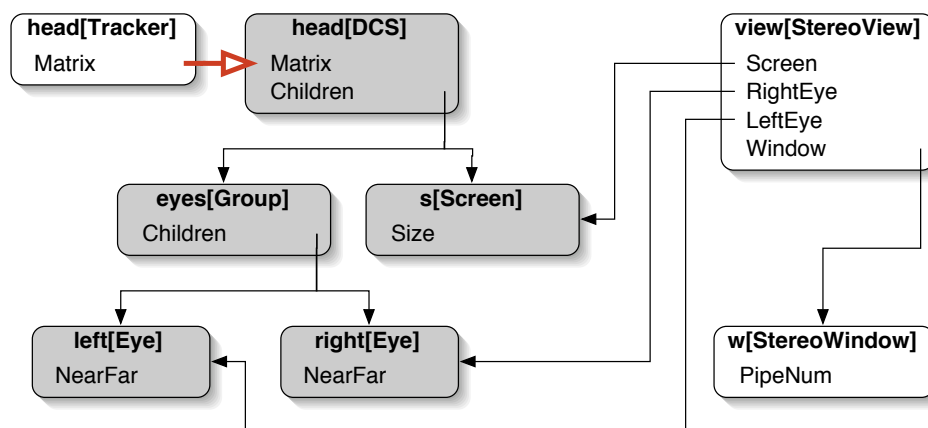 head[Tracker]
Matrix
head[DCS]
Matrix
Children
view[StereoView]
Screen
RightEye
LeftEye
Window
eyes[Group]
Children
s[Screen]
Size
left[Eye]
NearFar
right[Eye]
NearFar
w[StereoWindow]
PipeNum